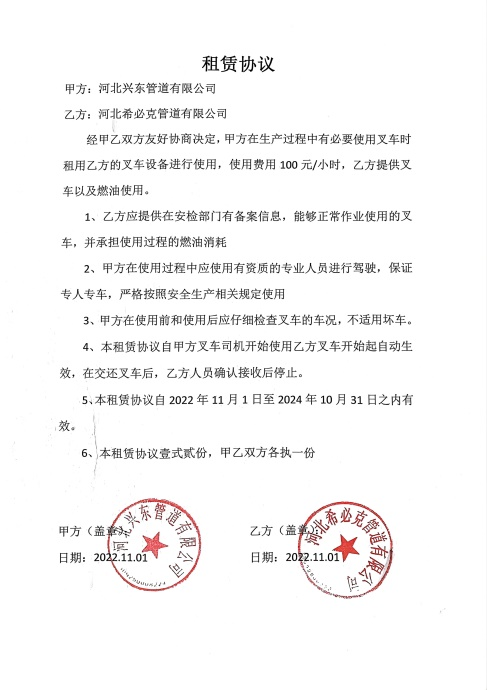 租赁协议
甲方：河北兴东管道有限公司
乙方：河北希必克管道有限公司
经甲乙双方友好协商决定，甲方在生产过程中有必要使用叉车时
租用乙方的叉车设备进行使用，使用费用 100 元/小时，乙方提供叉
车以及燃油使用。
1、乙方应提供在安检部门有备案信息，能够正常作业使用的叉
车，并承担使用过程的燃油消耗
2、甲方在使用过程中应使用有资质的专业人员进行驾驶，保证
专人专车，严格按照安全生产相关规定使用
3、甲方在使用前和使用后应仔细检查叉车的车况，不适用坏车。
4、本租赁协议自甲方叉车司机开始使用乙方叉车开始起自动生
效，在交还叉车后，乙方人员确认接收后停止。
5、本租赁协议自 2022 年 11 月 1 日至 2024 年 10 月 31 日之内有
效。
6、本租赁协议壹式贰份，甲乙双方各执一份
甲方（盖章） 乙方（盖章）
日期：2022.11.01 日期：2022.11.01
河北兴东管道有限公司
河北希必克管道有限公司